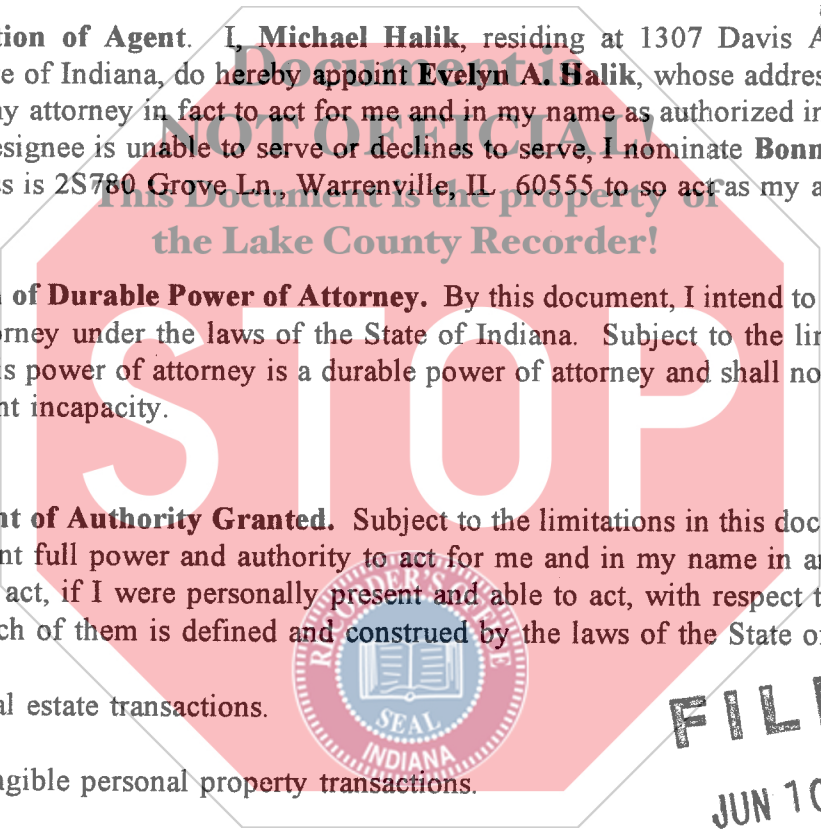 tion of Agent. I, Michael Halik, residing at 1307 Davis A
e of Indiana, do hereby appoint Evelyn A. Halik, whose addres
y attorney in fact to act for me and in my name as authorized in
esignee is unable to serve or declines to serve, I nominate Bonn
s is 2S780 Grove Ln., Warrenville, IL 60555 to so act as my a
Document is
NOT OFFICIAL!
This Document is the property of
the Lake County Recorder!
of Durable Power of Attorney. By this document, I intend to
rney under the laws of the State of Indiana. Subject to the lim
is power of attorney is a durable power of attorney and shall no
nt incapacity.
STOP
nt of Authority Granted. Subject to the limitations in this doc
nt full power and authority to act for me and in my name in an
act, if I were personally present and able to act, with respect t
ch of them is defined and construed by the laws of the State o
RECORDER'S OFFICE
SEAL
INDIANA
al estate transactions.
ngible personal property transactions.
FIL
JUN 10